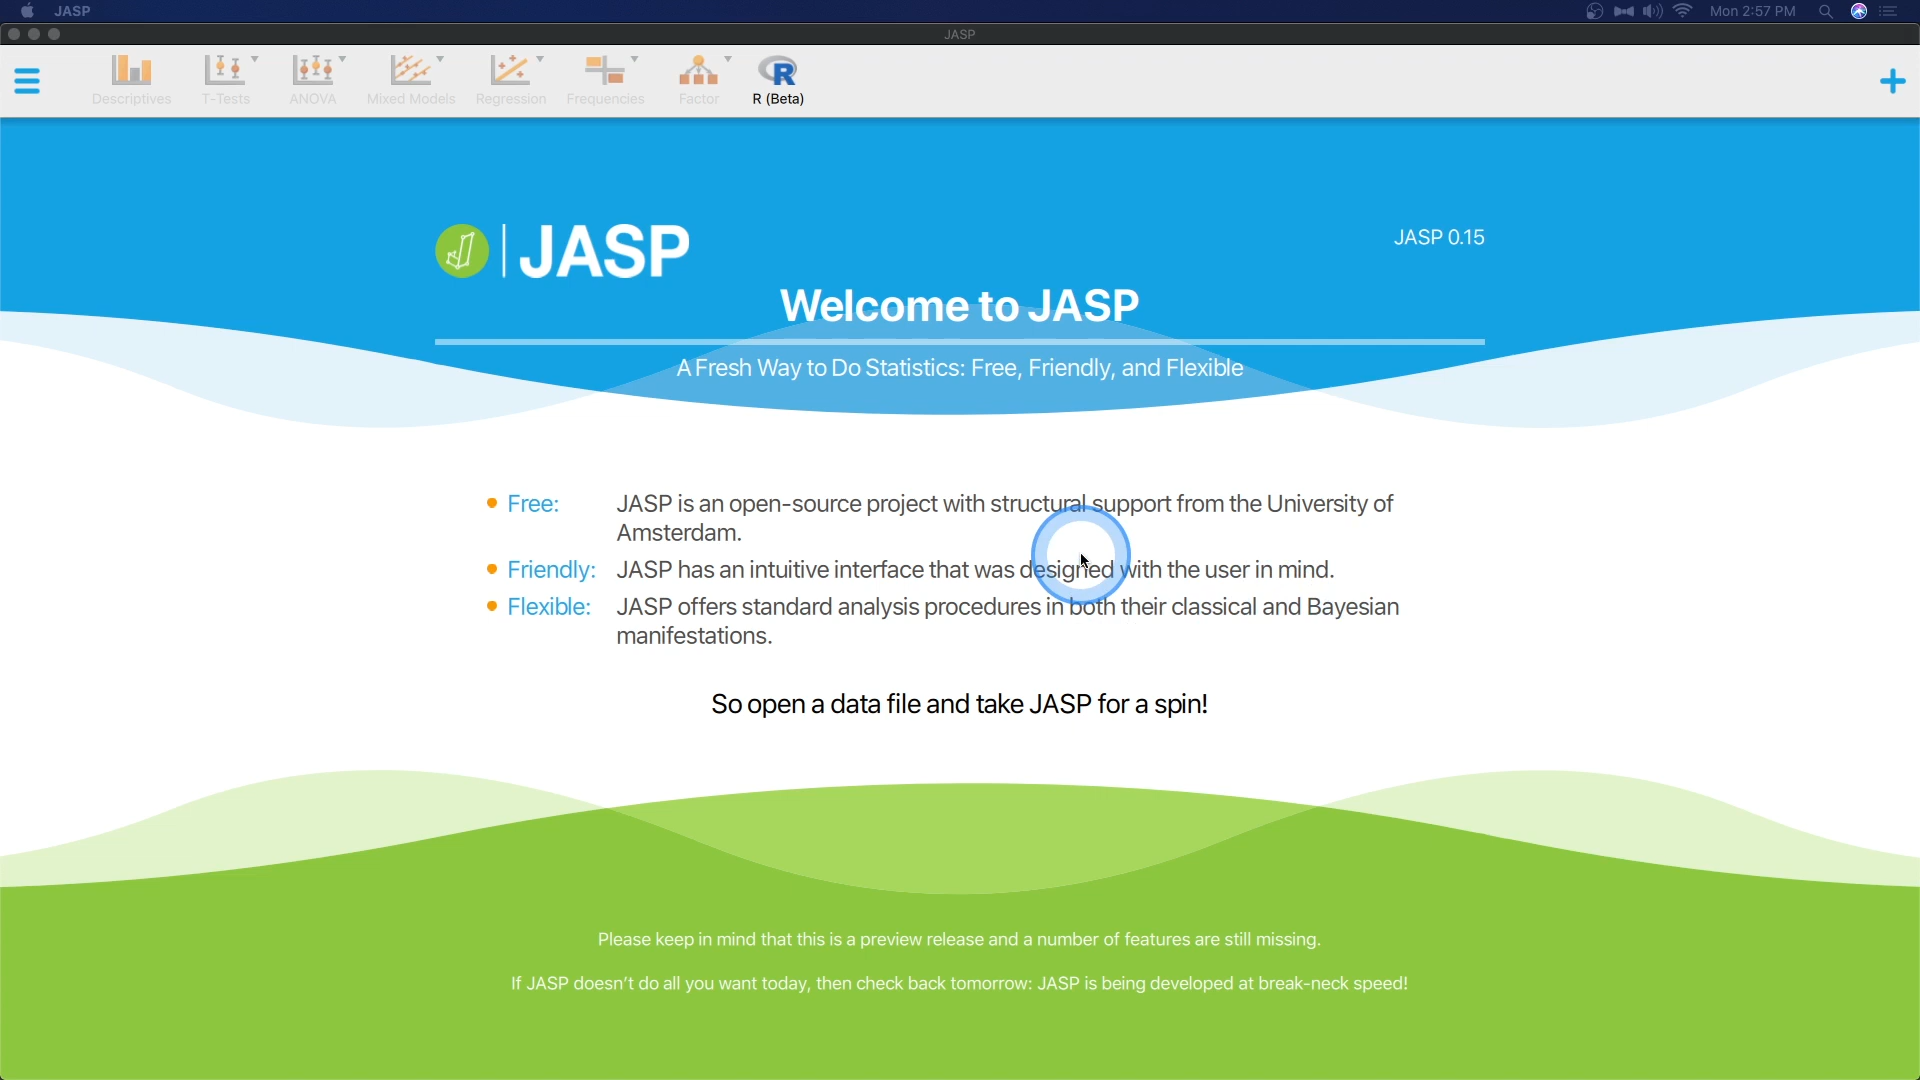 JASP
Mon 2:57 PM
JASP
Descriptives
T-Tests
ANOVA
Mixed Models
Regression
Frequencies
Factor
R (Beta)
JASP
JASP 0.15
Welcome to JASP
A Fresh Way to Do Statistics: Free, Friendly, and Flexible
Free: JASP is an open-source project with structural support from the University of
Amsterdam.
Friendly: JASP has an intuitive interface that was designed with the user in mind.
Flexible: JASP offers standard analysis procedures in both their classical and Bayesian
manifestations.
So open a data file and take JASP for a spin!
Please keep in mind that this is a preview release and a number of features are still missing.
If JASP doesn't do all you want today, then check back tomorrow: JASP is being developed at break-neck speed!